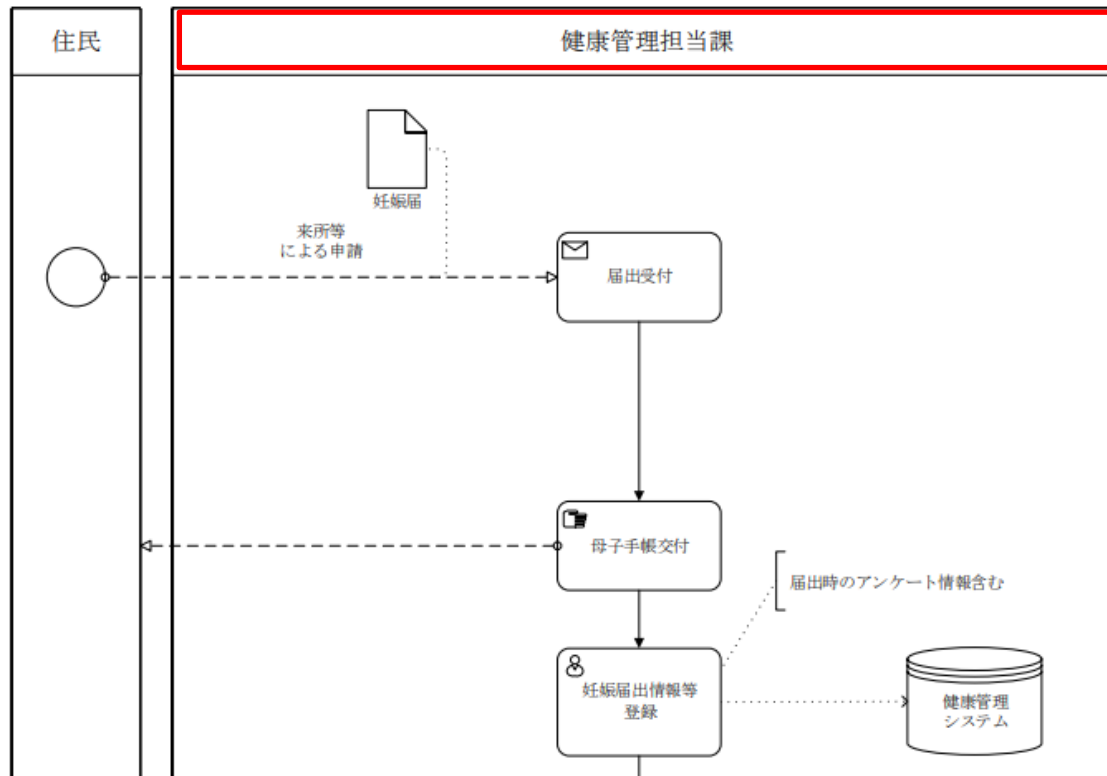 住民
健康管理担当課
妊娠届
来所等
による申請
届出受付
母子手帳交付
届出時のアンケート情報含む
妊娠届出情報等
登録
健康管理
システム